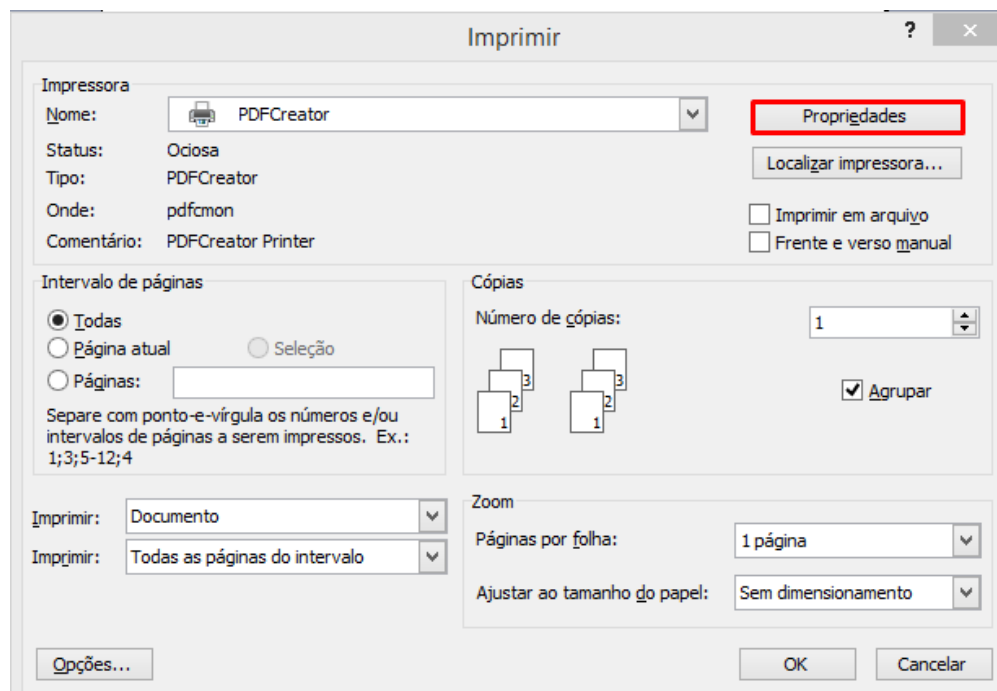 Imprimir
?
Impressora
Nome: PDFCreator
Propriedades
Status: Ociosa
Localizar impressora...
Tipo: PDFCreator
Onde: pdfcmon
Imprimir em arquivo
Comentário: PDFCreator Printer
Frente e verso manual
Intervalo de páginas
Todas
Página atual Seleção
Páginas:
Separe com ponto-e-vírgula os números e/ou
intervalos de páginas a serem impressos. Ex.:
1;3;5-12;4
Cópias
Número de cópias: 1
3 3
2 2
1 1
Agrupar
Imprimir: Documento
Imprimir: Todas as páginas do intervalo
Zoom
Páginas por folha: 1 página
Ajustar ao tamanho do papel: Sem dimensionamento
Opções...
OK Cancelar